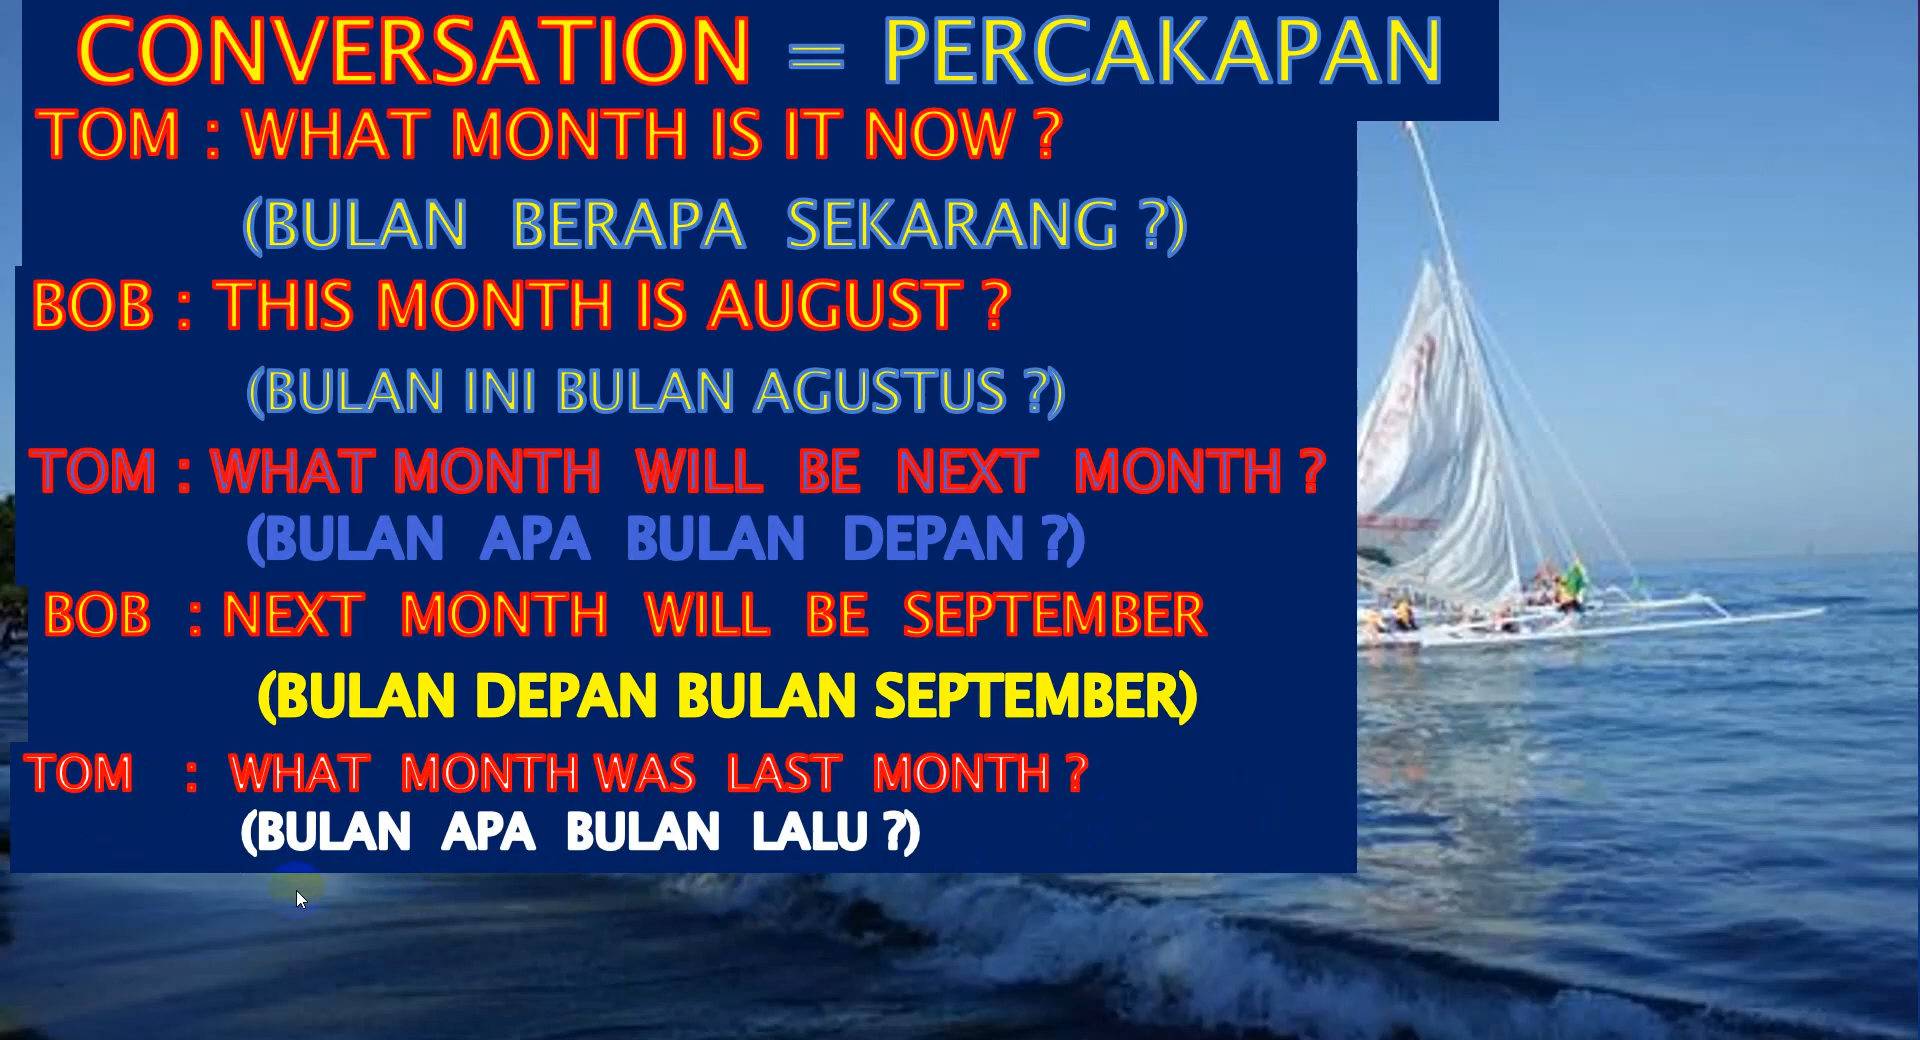 CONVERSATION = PERCAKAPAN
TOM : WHAT MONTH IS IT NOW ?
(BULAN BERAPA SEKARANG ?)
BOB : THIS MONTH IS AUGUST ?
(BULAN INI BULAN AGUSTUS ?)
TOM : WHAT MONTH WILL BE NEXT MONTH ?
(BULAN APA BULAN DEPAN ?)
BOB : NEXT MONTH WILL BE SEPTEMBER
(BULAN DEPAN BULAN SEPTEMBER)
TOM : WHAT MONTH WAS LAST MONTH ?
(BULAN APA BULAN LALU ?)